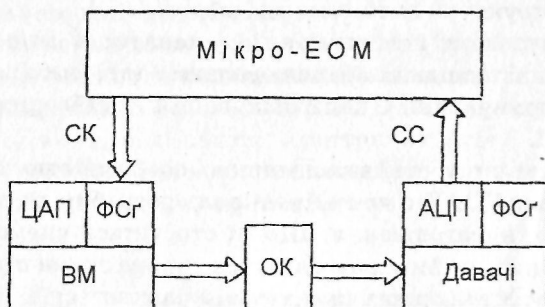 Мікро-ЕОМ
СК
СС
ЦАП ФСг
АЦП ФСг
ВМ
ОК
Давачі